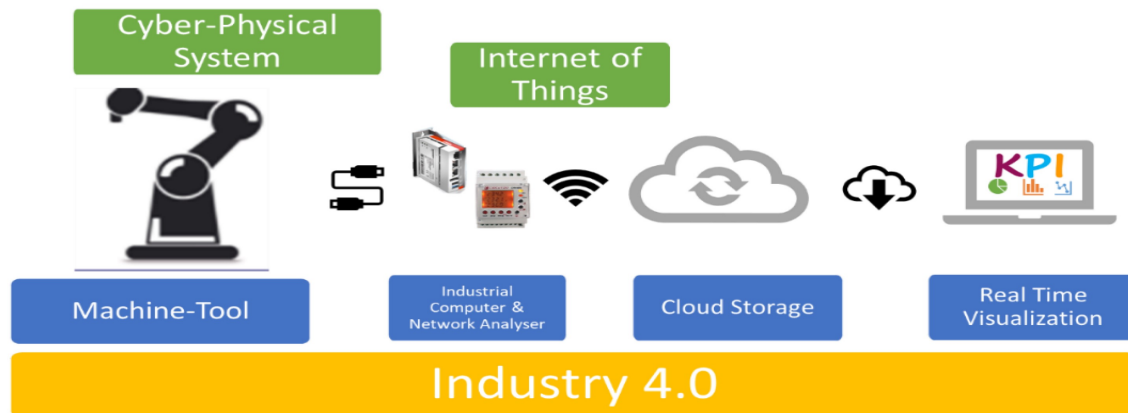 Cyber-Physical
System
Internet of
Things
KPI
Machine-Tool
Industrial
Computer &
Network Analyser
Cloud Storage
Real Time
Visualization
Industry 4.0